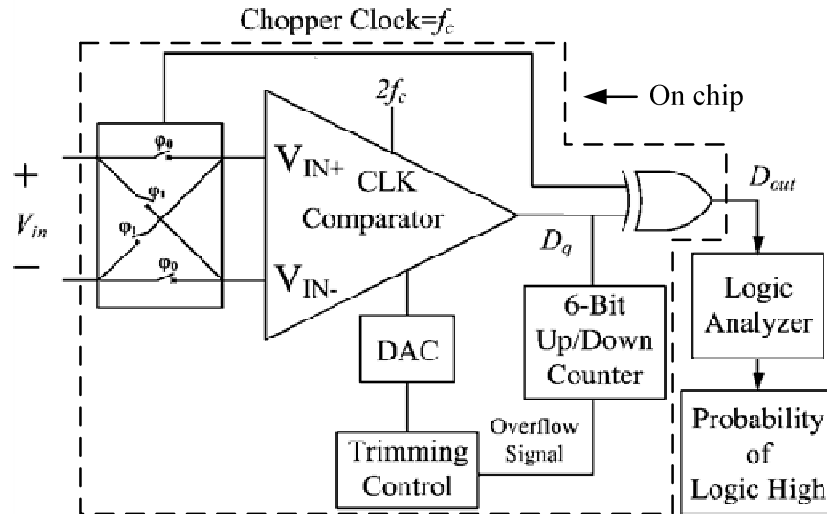 Chopper Clock=fc
On chip
2fc
φ0
VIN+
CLK
Dout
+
Vin
−
φ1
φ1
Comparator
Dq
φ0
VIN-
DAC
6-Bit
Up/Down
Counter
Logic
Analyzer
Overflow
Signal
Trimming
Control
Probability
of
Logic High